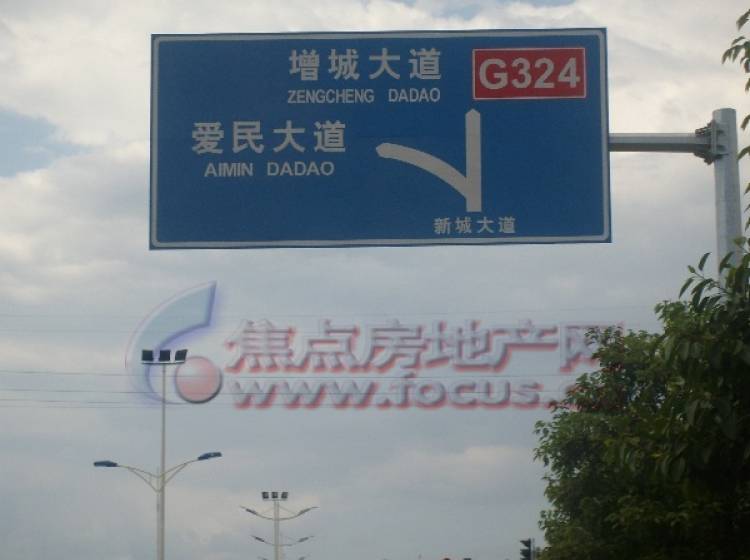 增城大道
ZENGCHENG DADAO
G324
爱民大道
AIMIN DADAO
新城大道
焦点房地产网
www.focus.